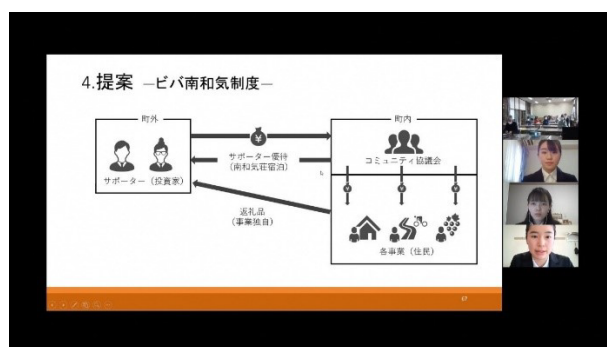 4.提案 ―ビバ南和気制度―
町外
町内
¥
サポーター優待
(南和気荘宿泊)
コミュニティ協議会
サポーター（投資家）
¥
¥
¥
返礼品
(事業独自)
各事業（住民）